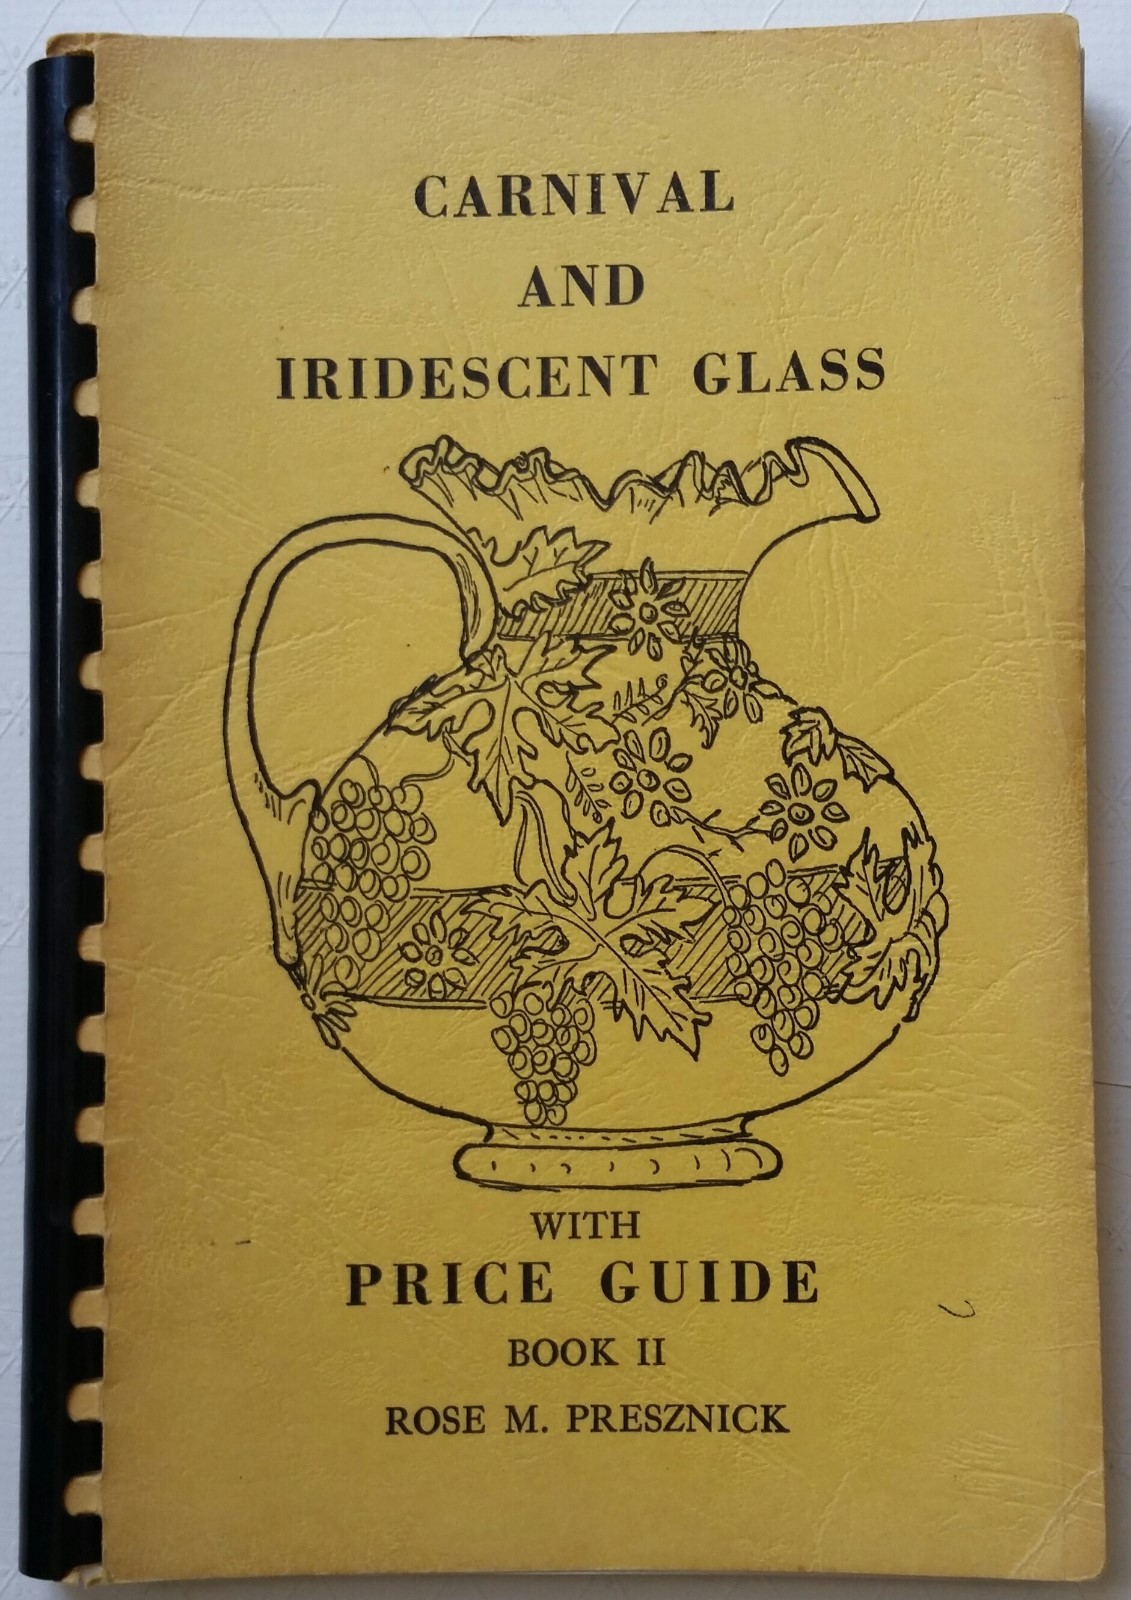 CARNIVAL
AND
IRIDESCENT GLASS
WITH
PRICE GUIDE
BOOK II
ROSE M. PRESZNICK